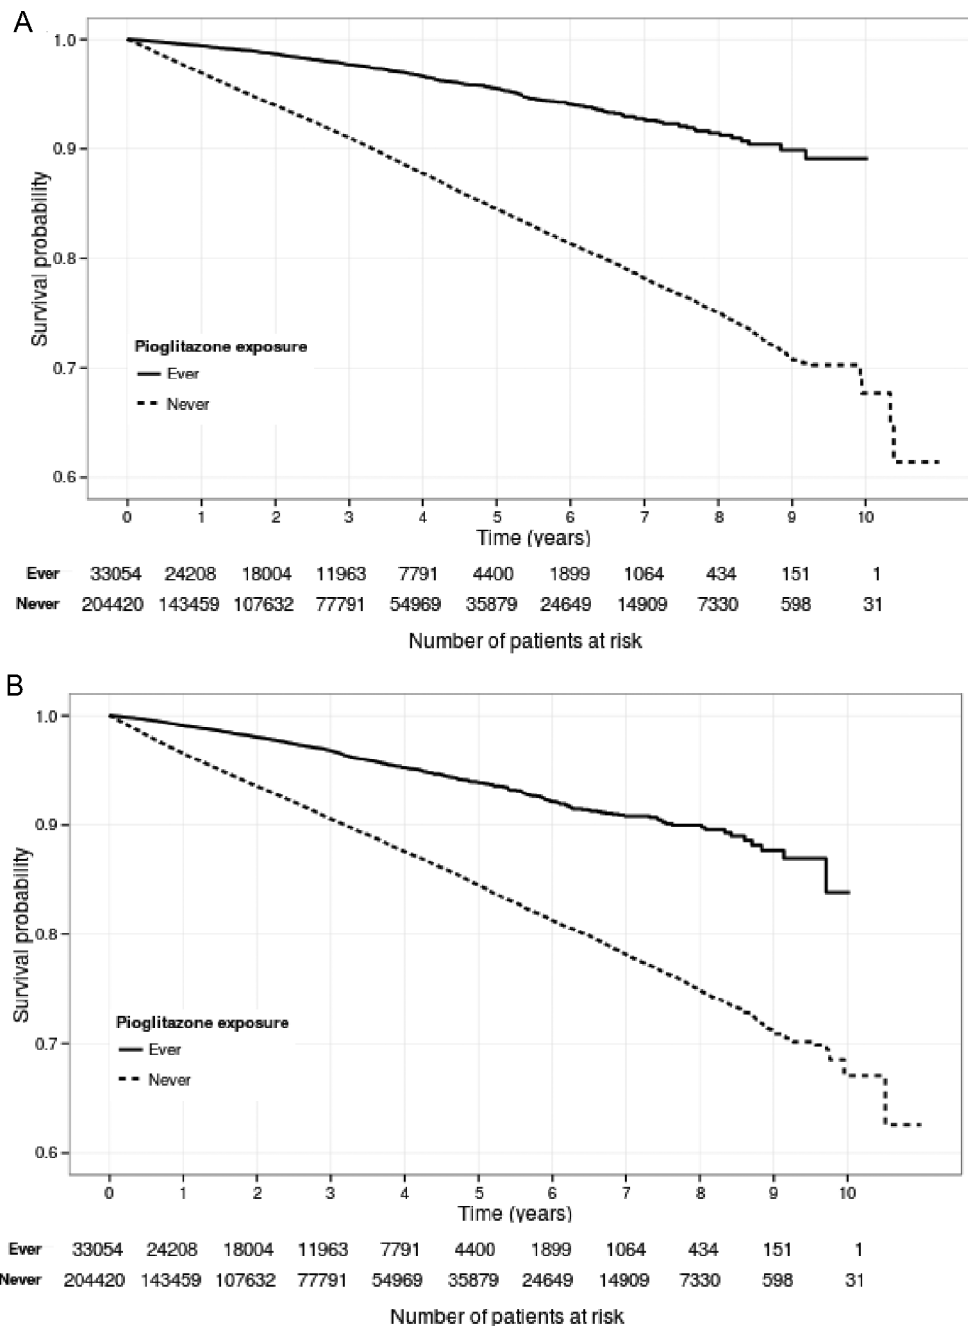 A
1.0
0.9
0.8
0.7
0.6
Survival probability
Pioglitazone exposure
Ever
Never
0 1 2 3 4 5 6 7 8 9 10
Time (years)
Ever 33054 24208 18004 11963 7791 4400 1899 1064 434 151 1
Never 204420 143459 107632 77791 54969 35879 24649 14909 7330 598 31
Number of patients at risk
B
1.0
0.9
0.8
0.7
0.6
Survival probability
Pioglitazone exposure
Ever
Never
0 1 2 3 4 5 6 7 8 9 10
Time (years)
Ever 33054 24208 18004 11963 7791 4400 1899 1064 434 151 1
Never 204420 143459 107632 77791 54969 35879 24649 14909 7330 598 31
Number of patients at risk